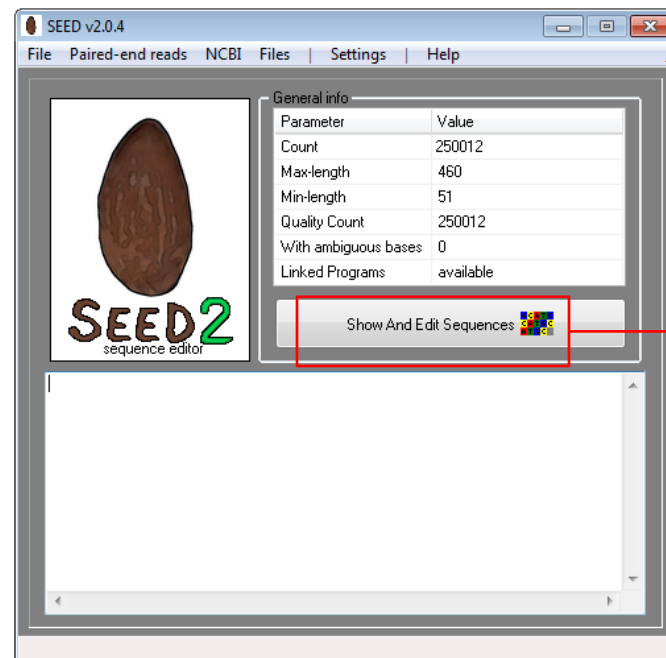 SEED v2.0.4
File Paired-end reads NCBI Files | Settings | Help
General info
Parameter Value
Count 250012
Max-length 460
Min-length 51
Quality Count 250012
With ambiguous bases 0
Linked Programs available
SEED2
sequence editor
Show And Edit Sequences